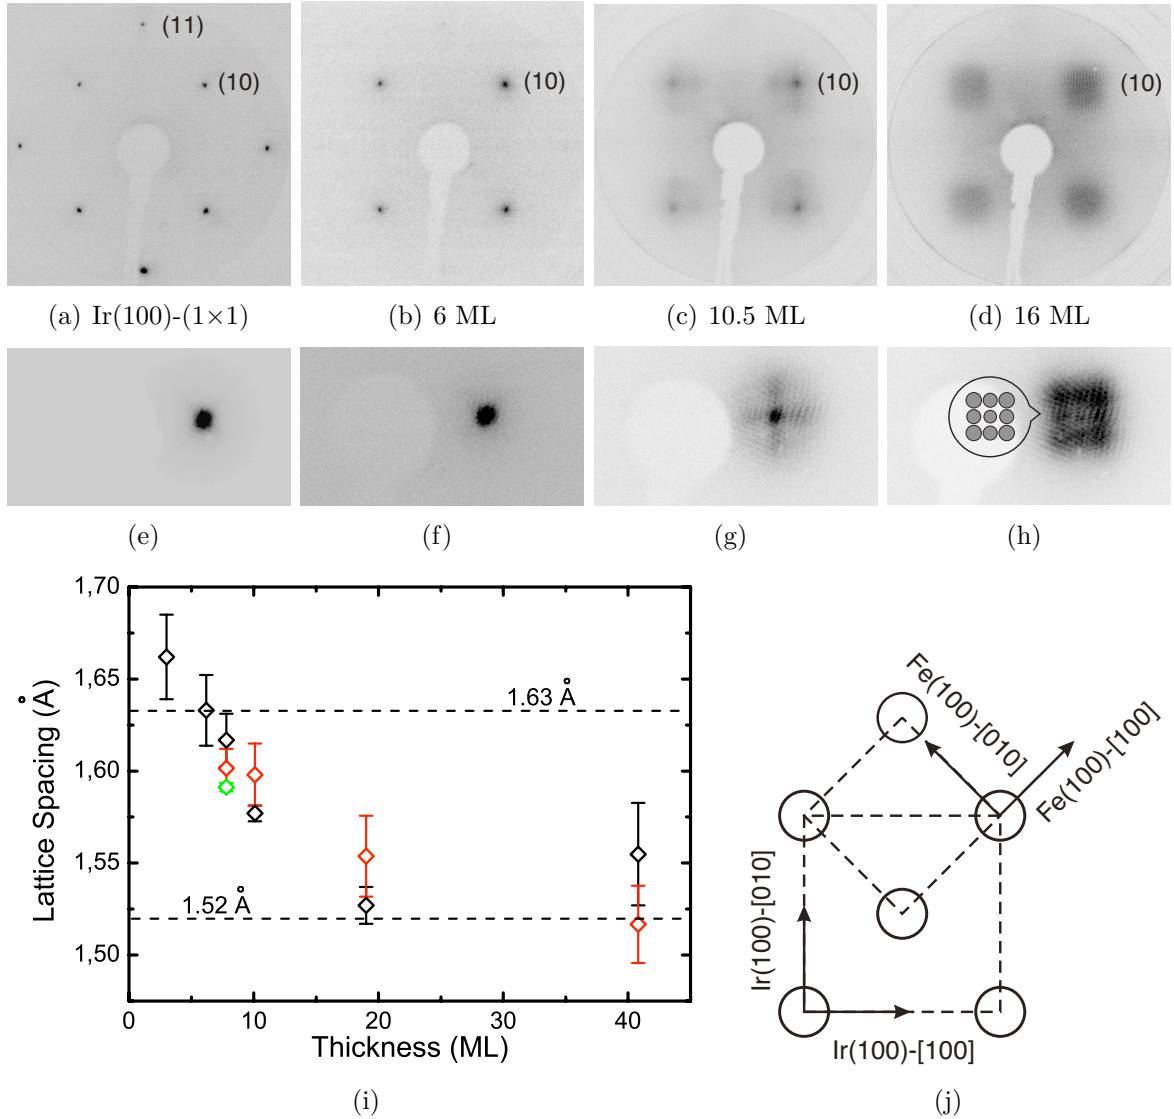 (11)
(10)
(10)
(10)
(10)
(a) Ir(100)-(1×1)
(b) 6 ML
(c) 10.5 ML
(d) 16 ML
(e)
(f)
(g)
(h)
1,70
1,65
1,60
1,55
1,50
Lattice Spacing (Å)
1.63 Å
1.52 Å
0
10
20
30
40
Thickness (ML)
(i)
Fe(100)-[010]
Fe(100)-[100]
Ir(100)-[010]
Ir(100)-[100]
(j)